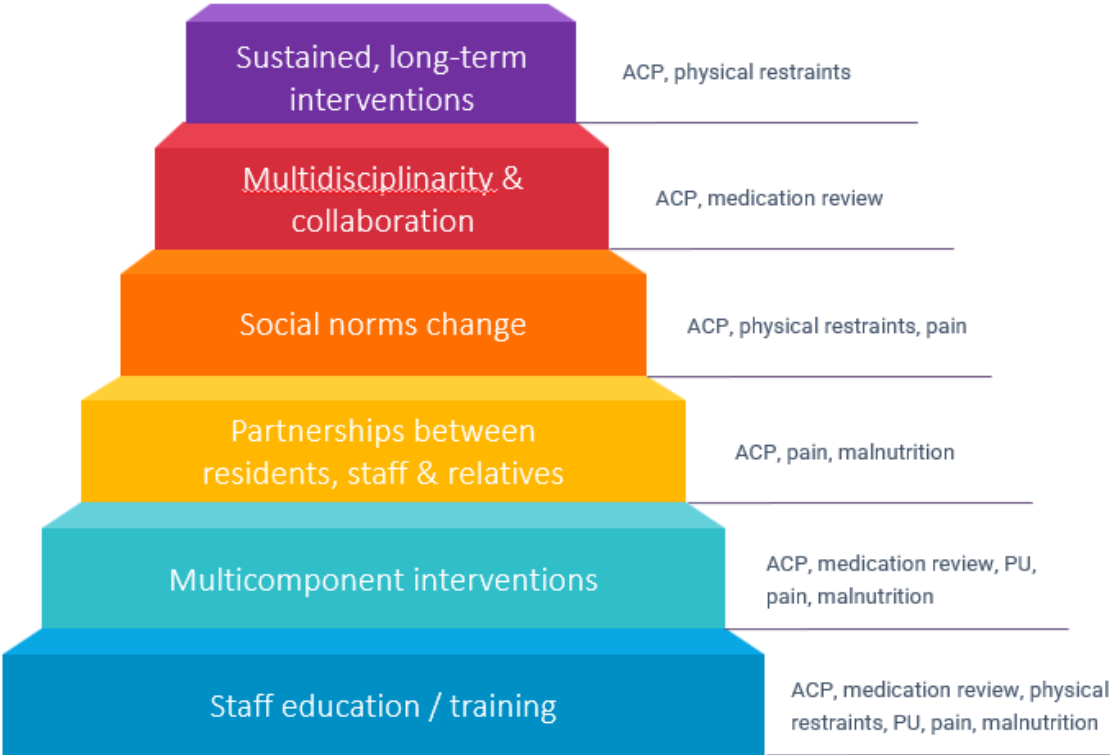 Sustained, long-term
interventions
ACP, physical restraints
Multidisciplinarity &
collaboration
ACP, medication review
Social norms change
ACP, physical restraints, pain
Partnerships between
residents, staff & relatives
ACP, pain, malnutrition
Multicomponent interventions
ACP, medication review, PU,
pain, malnutrition
Staff education / training
ACP, medication review, physical
restraints, PU, pain, malnutrition